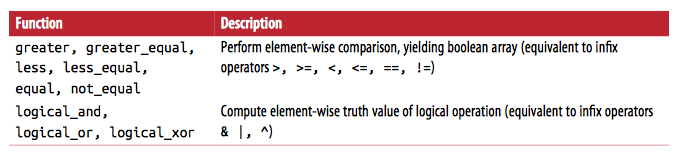 Function Description
greater, greater_equal, Perform element-wise comparison, yielding boolean array (equivalent to infix
less, less_equal, operators >, >=, <, <=, ==, !=)
equal, not_equal
logical_and, Compute element-wise truth value of logical operation (equivalent to infix operators
logical_or, logical_xor & |, ^)